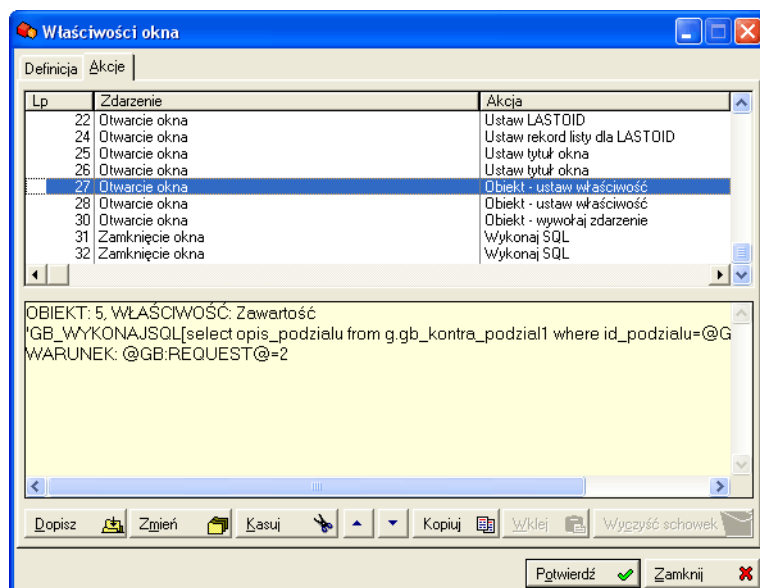 Właściwości okna
Definicja Akcje
Lp Zdarzenie Akcja
22 Otwarcie okna Ustaw LASTOID
24 Otwarcie okna Ustaw rekord listy dla LASTOID
25 Otwarcie okna Ustaw tytuł okna
26 Otwarcie okna Ustaw tytuł okna
27 Otwarcie okna Obiekt - ustaw właściwość
28 Otwarcie okna Obiekt - ustaw właściwość
30 Otwarcie okna Obiekt - wywołaj zdarzenie
31 Zamknięcie okna Wykonaj SQL
32 Zamknięcie okna Wykonaj SQL
OBIEKT: 5, WŁAŚCIWOŚĆ: Zawartość
'GB_WYKONAJSQL[select opis_podzialu from g.gb_kontra_podzial1 where id_podzialu=@G
WARUNEK: @GB:REQUEST@=2
Dopisz Zmień Kasuj Kopiuj Wklej Wyczyść schowek
Potwierdź Zamknij